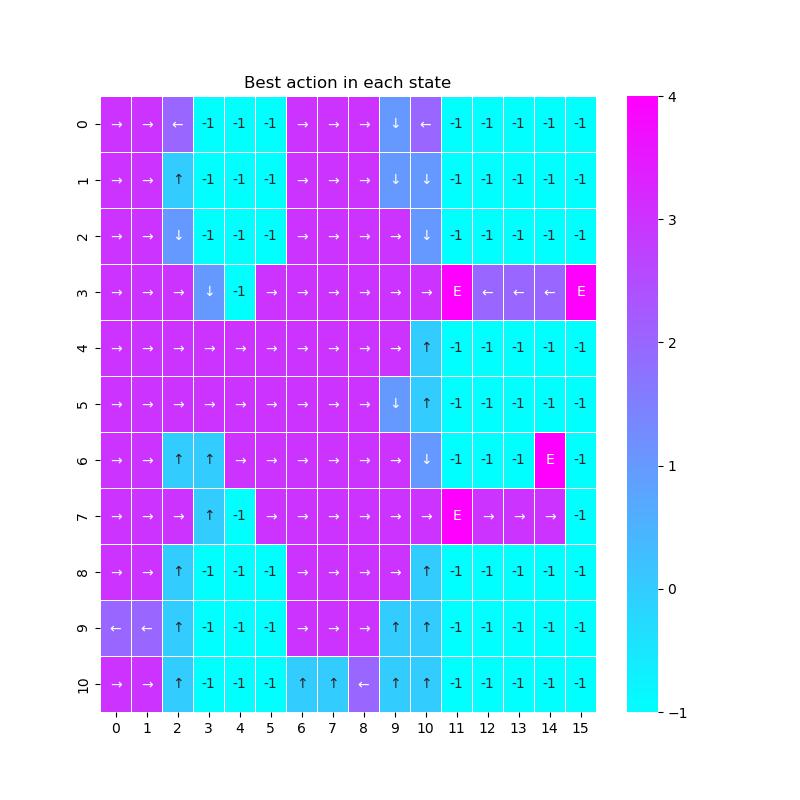 Best action in each state
0 → → ← -1 -1 -1 → → → ↓ ← -1 -1 -1 -1 -1
1 → → ↑ -1 -1 -1 → → → ↓ ↓ -1 -1 -1 -1 -1
2 → → ↓ -1 -1 -1 → → → → ↓ -1 -1 -1 -1 -1
3 → → → ↓ -1 → → → → → → E ← ← ← E
4 → → → → → → → → → → ↑ -1 -1 -1 -1 -1
5 → → → → → → → → → ↓ ↑ -1 -1 -1 -1 -1
6 → → ↑ ↑ → → → → → → ↓ -1 -1 -1 E -1
7 → → → ↑ -1 → → → → → → E → → → -1
8 → → ↑ -1 -1 -1 → → → → ↑ -1 -1 -1 -1 -1
9 ← ← ↑ -1 -1 -1 → → → ↑ ↑ -1 -1 -1 -1 -1
10 → → ↑ -1 -1 -1 ↑ ↑ ← ↑ ↑ -1 -1 -1 -1 -1
0 1 2 3 4 5 6 7 8 9 10 11 12 13 14 15
4
3
2
1
0
−1